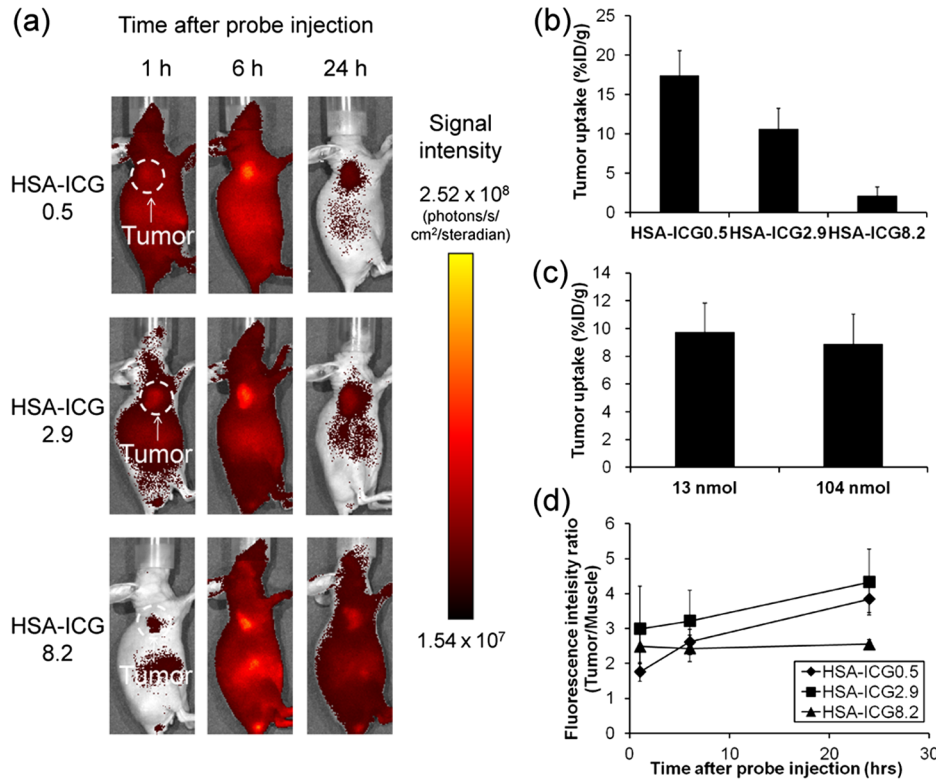 (a)
Time after probe injection
1 h 6 h 24 h
HSA-ICG
0.5
Tumor
HSA-ICG
2.9
Tumor
HSA-ICG
8.2
Tumor
Signal
intensity
2.52 x 10⁸
(photons/s/
cm²/steradian)
1.54 x 10⁷
(b)
Tumor uptake (%ID/g)
25
20
15
10
5
0
HSA-ICG0.5 HSA-ICG2.9 HSA-ICG8.2
(c)
Tumor uptake (%ID/g)
14
12
10
8
6
4
2
0
13 nmol 104 nmol
(d)
Fluorescence inteisity ratio
(Tumor/Muscle)
6
5
4
3
2
1
0
HSA-ICG0.5
HSA-ICG2.9
HSA-ICG8.2
0 10 20 30
Time after probe injection (hrs)